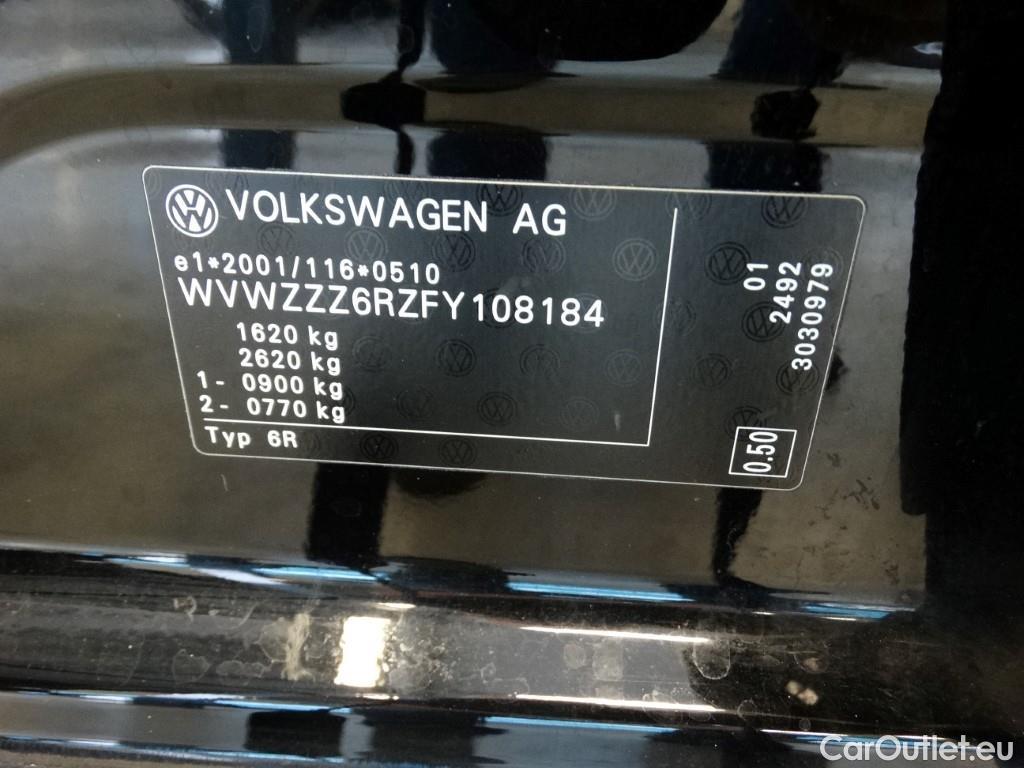 VOLKSWAGEN AG
e1*2001/116*0510
WVWZZZ6RZFY108184
1620 kg
2620 kg
1- 0900 kg
2- 0770 kg
Typ 6R
01
2492
3030979
0.50
CarOutlet.eu